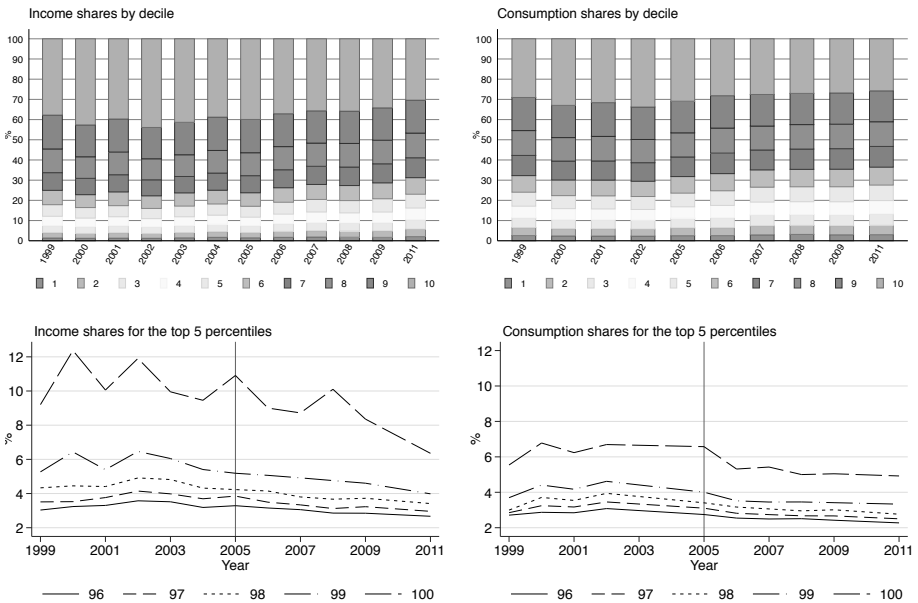 Income shares by decile
100
90
80
70
60
50
40
30
20
10
0
%
1999 2000 2001 2002 2003 2004 2005 2006 2007 2008 2009 2011
1 2 3 4 5 6 7 8 9 10
Consumption shares by decile
100
90
80
70
60
50
40
30
20
10
0
%
1999 2000 2001 2002 2005 2006 2007 2008 2009 2011
1 2 3 4 5 6 7 8 9 10
Income shares for the top 5 percentiles
12
10
8
6
4
2
%
1999 2001 2003 2005 2007 2009 2011
Year
96 97 98 99 100
Consumption shares for the top 5 percentiles
12
10
8
6
4
2
%
1999 2001 2003 2005 2007 2009 2011
Year
96 97 98 99 100